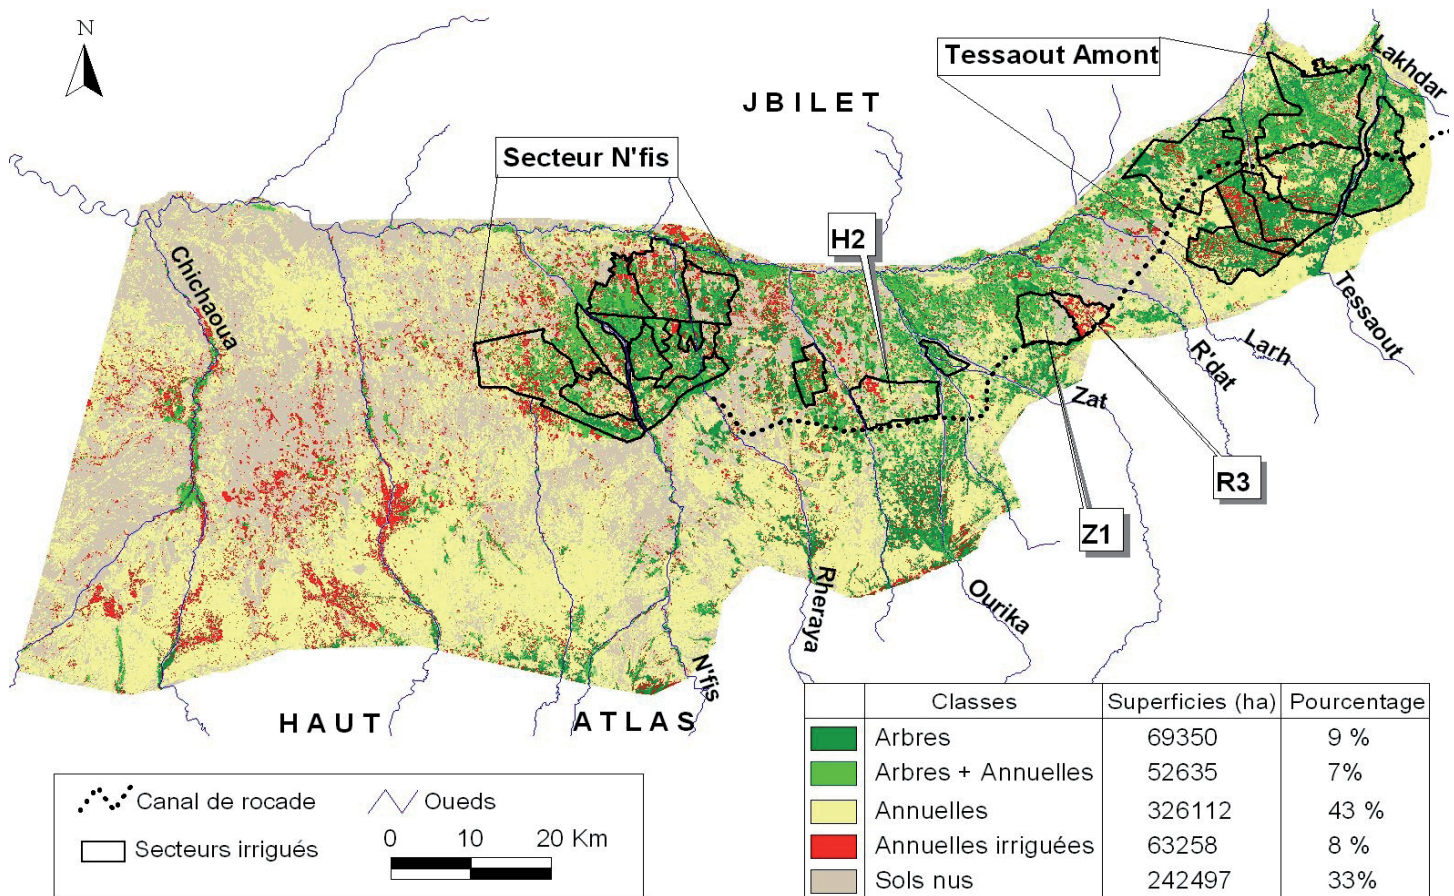 N
JBILET
Tessaout Amont
Lakhdar
Secteur N'fis
H2
Chichaoua
Tessaout
Larh
R'dat
Zat
R3
Z1
Rheraya
Ourika
N'fis
HAUT ATLAS
Classes Superficies (ha) Pourcentage
Arbres 69350 9 %
Arbres + Annuelles 52635 7%
Annuelles 326112 43 %
Annuelles irriguées 63258 8 %
Sols nus 242497 33%
Canal de rocade Oueds
Secteurs irrigués
0 10 20 Km